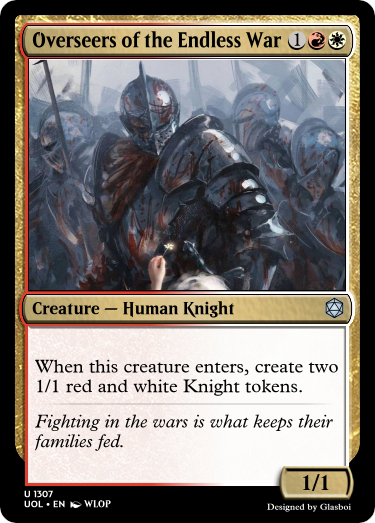 Overseers of the Endless War 1
Creature — Human Knight
When this creature enters, create two
1/1 red and white Knight tokens.
Fighting in the wars is what keeps their
families fed.
1/1
U 1307
UOL • EN WLOP
Designed by Glasboi